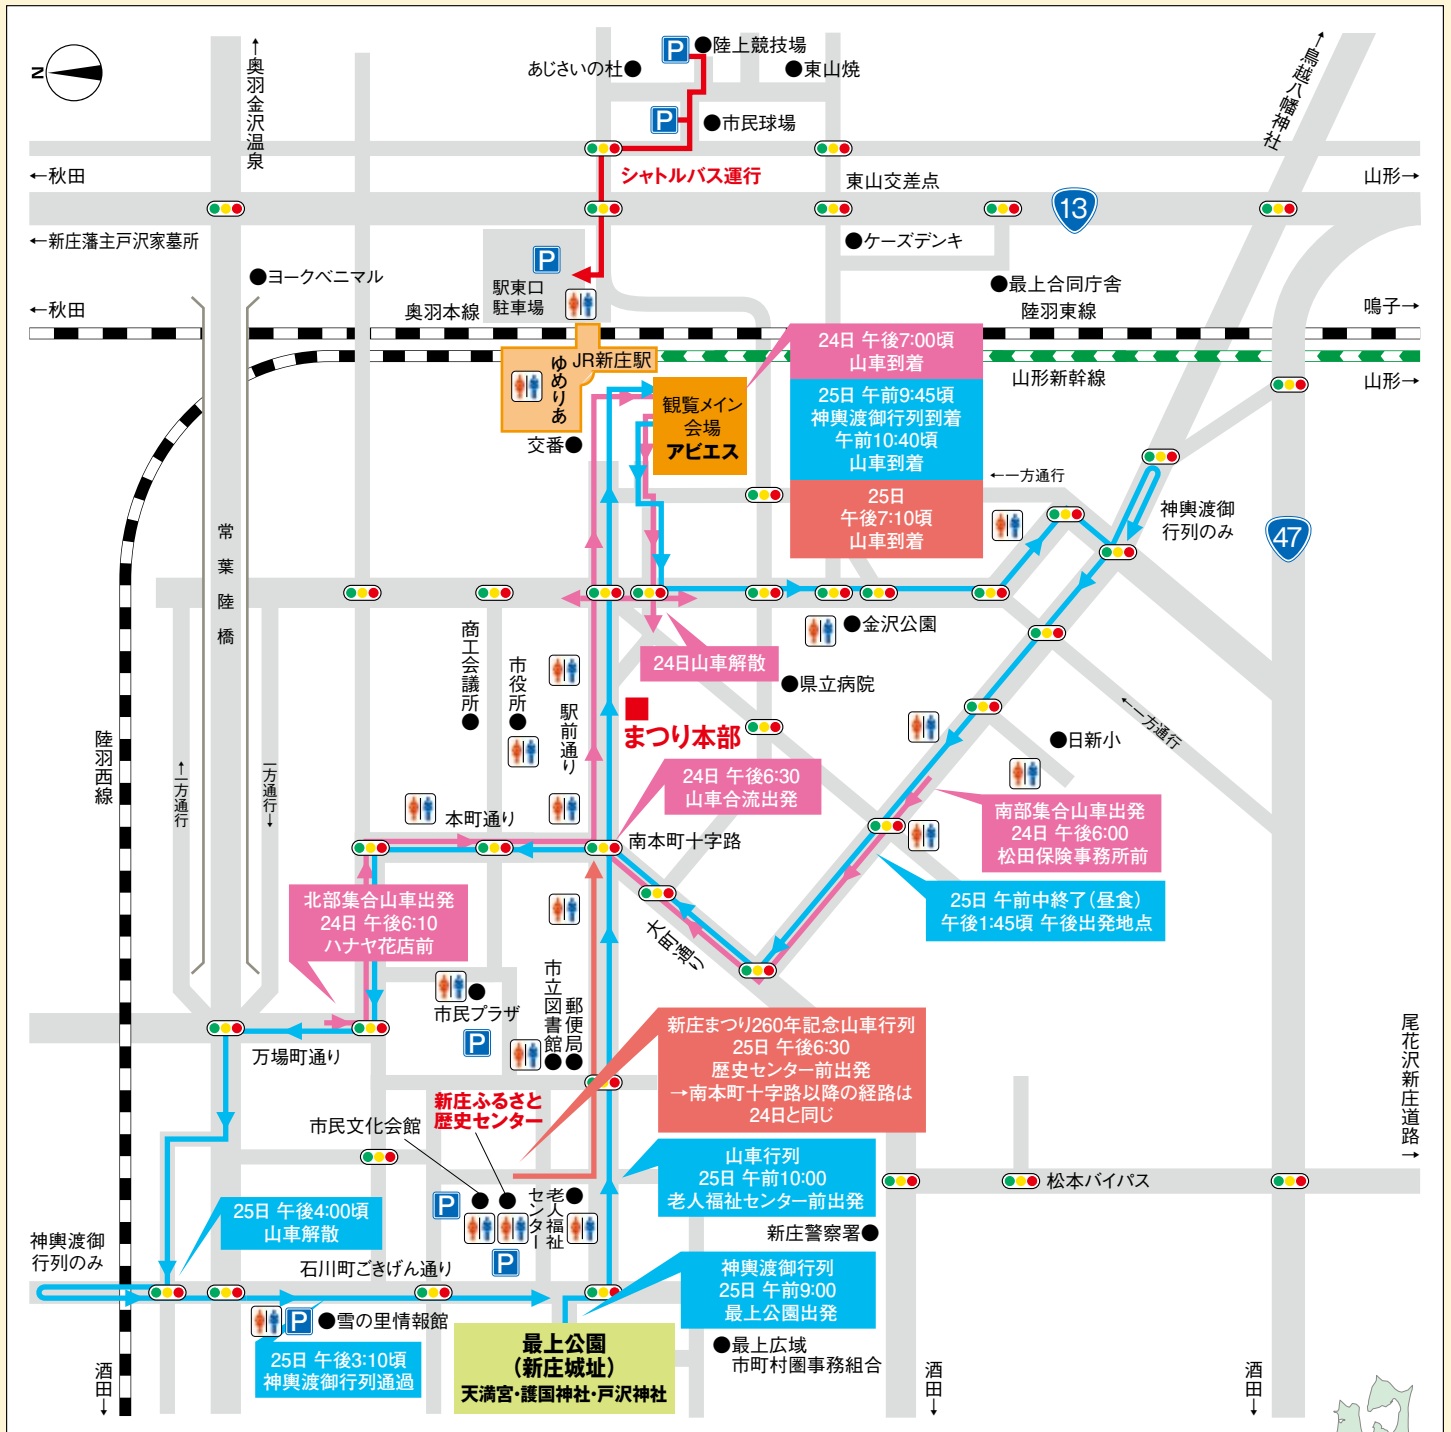 N
↑奥羽金沢温泉
あじさいの杜●
P
●陸上競技場
●東山焼
P
●市民球場
↑鳥越八幡神社
←秋田
シャトルバス運行
東山交差点
山形→
13
←新庄藩主戸沢家墓所
●ヨークベニマル
P
駅東口
駐車場
●ケーズデンキ
●最上合同庁舎
←秋田
奥羽本線
陸羽東線
鳴子→
JR新庄駅
ゆめりあ
交番●
山形新幹線
山形→
観覧メイン
会場
アビエス
24日 午後7:00頃
山車到着
25日 午前9:45頃
神輿渡御行列到着
午前10:40頃
山車到着
25日
午後7:10頃
山車到着
←一方通行
神輿渡御
行列のみ
47
常葉陸橋
商工会議所●
市役所●
駅前通り
24日山車解散
●金沢公園
●県立病院
■
まつり本部
←一方通行
●日新小
陸羽西線
←一方通行
一方通行→
本町通り
24日 午後6:30
山車合流出発
南本町十字路
南部集合山車出発
24日 午後6:00
松田保険事務所前
北部集合山車出発
24日 午後6:10
ハナヤ花店前
25日 午前中終了(昼食)
午後1:45頃 午後出発地点
大町通り
市民プラザ
P
市立図書館●
郵便局●
万場町通り
新庄まつり260年記念山車行列
25日 午後6:30
歴史センター前出発
→南本町十字路以降の経路は
24日と同じ
尾花沢新庄道路→
新庄ふるさと
歴史センター
市民文化会館
山車行列
25日 午前10:00
老人福祉センター前出発
松本バイパス
P
老人福祉
センター
P
新庄警察署●
25日 午後4:00頃
山車解散
神輿渡御
行列のみ
石川町ごきげん通り
神輿渡御行列
25日 午前9:00
最上公園出発
P
●雪の里情報館
25日 午後3:10頃
神輿渡御行列通過
最上公園
(新庄城址)
天満宮・護国神社・戸沢神社
●最上広域
市町村圏事務組合
酒田→
酒田→
酒田→